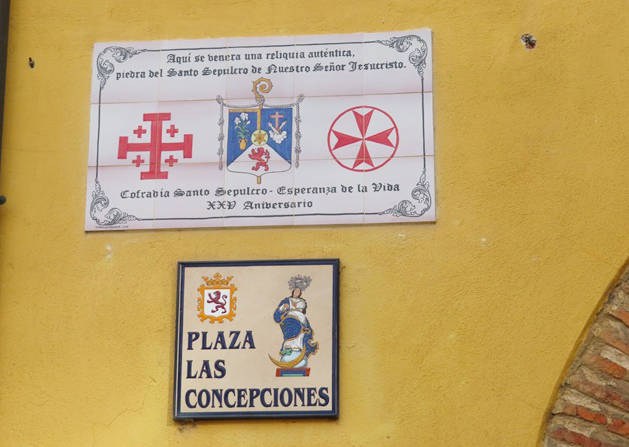 Aquí se venera una reliquia auténtica,
piedra del Santo Sepulcro de Nuestro Señor Jesucristo.
Cofradía Santo Sepulcro - Esperanza de la Vida
XXV Aniversario
PLAZA
LAS
CONCEPCIONES